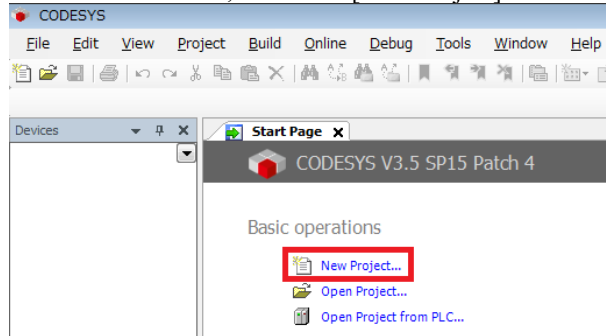 CODESYS
File Edit View Project Build Online Debug Tools Window Help
Devices
Start Page
CODESYS V3.5 SP15 Patch 4
Basic operations
New Project...
Open Project...
Open Project from PLC...